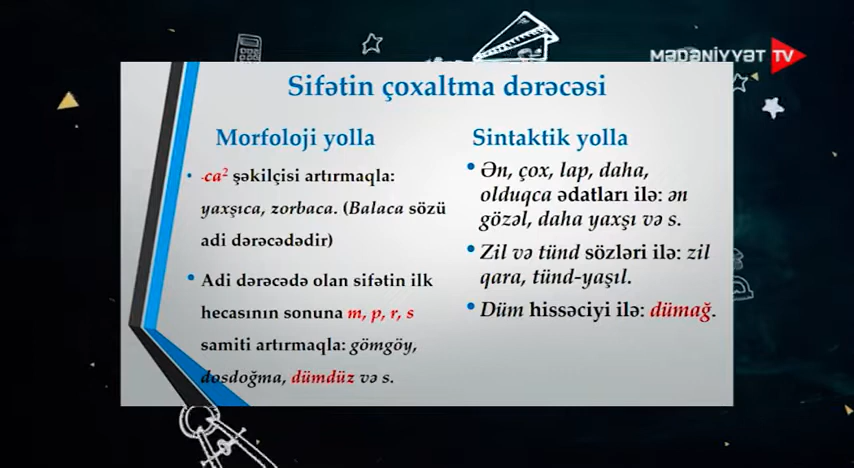 MƏDƏNİYYƏT TV
Sifətin çoxaltma dərəcəsi
Morfoloji yolla
-ca² şəkilçisi artırmaqla:
yaxşıca, zorbaca. (Balaca sözü
adi dərəcədədir)
Adi dərəcədə olan sifətin ilk
hecasının sonuna m, p, r, s
samiti artırmaqla: gömgöy,
dosdoğma, dümdüz və s.
Sintaktik yolla
Ən, çox, lap, daha,
olduqca ədatları ilə: ən
gözəl, daha yaxşı və s.
Zil və tünd sözləri ilə: zil
qara, tünd-yaşıl.
Düm hissəciyi ilə: dümağ.